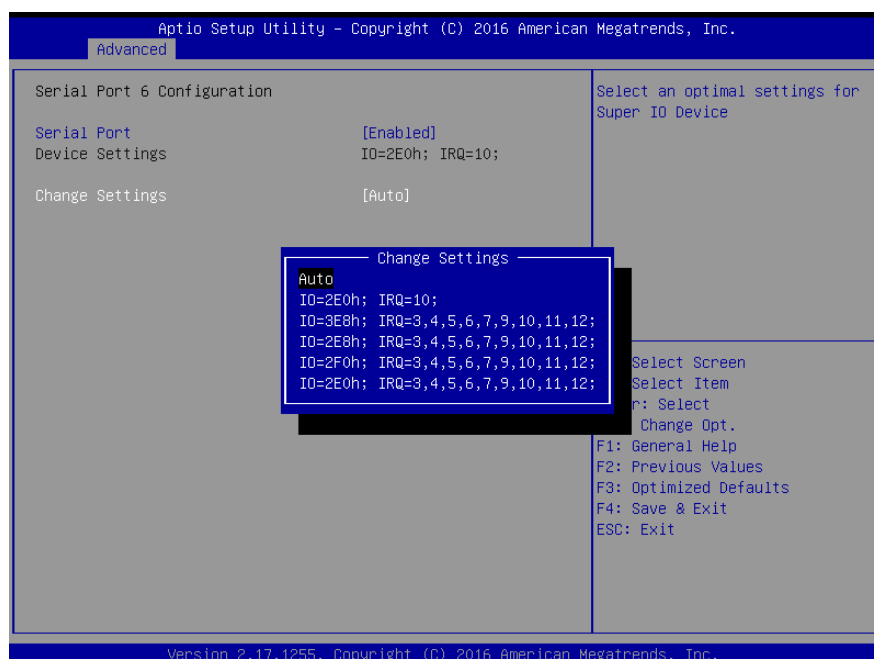 Aptio Setup Utility – Copyright (C) 2016 American Megatrends, Inc.
Advanced
Serial Port 6 Configuration
Serial Port [Enabled]
Device Settings IO=2E0h; IRQ=10;
Change Settings [Auto]
Select an optimal settings for
Super IO Device
Change Settings
Auto
IO=2E0h; IRQ=10;
IO=3E8h; IRQ=3,4,5,6,7,9,10,11,12;
IO=2E8h; IRQ=3,4,5,6,7,9,10,11,12;
IO=2F0h; IRQ=3,4,5,6,7,9,10,11,12;
IO=2E0h; IRQ=3,4,5,6,7,9,10,11,12;
Select Screen
Select Item
r: Select
Change Opt.
F1: General Help
F2: Previous Values
F3: Optimized Defaults
F4: Save & Exit
ESC: Exit
Version 2.17.1255. Copyright (C) 2016 American Megatrends, Inc.